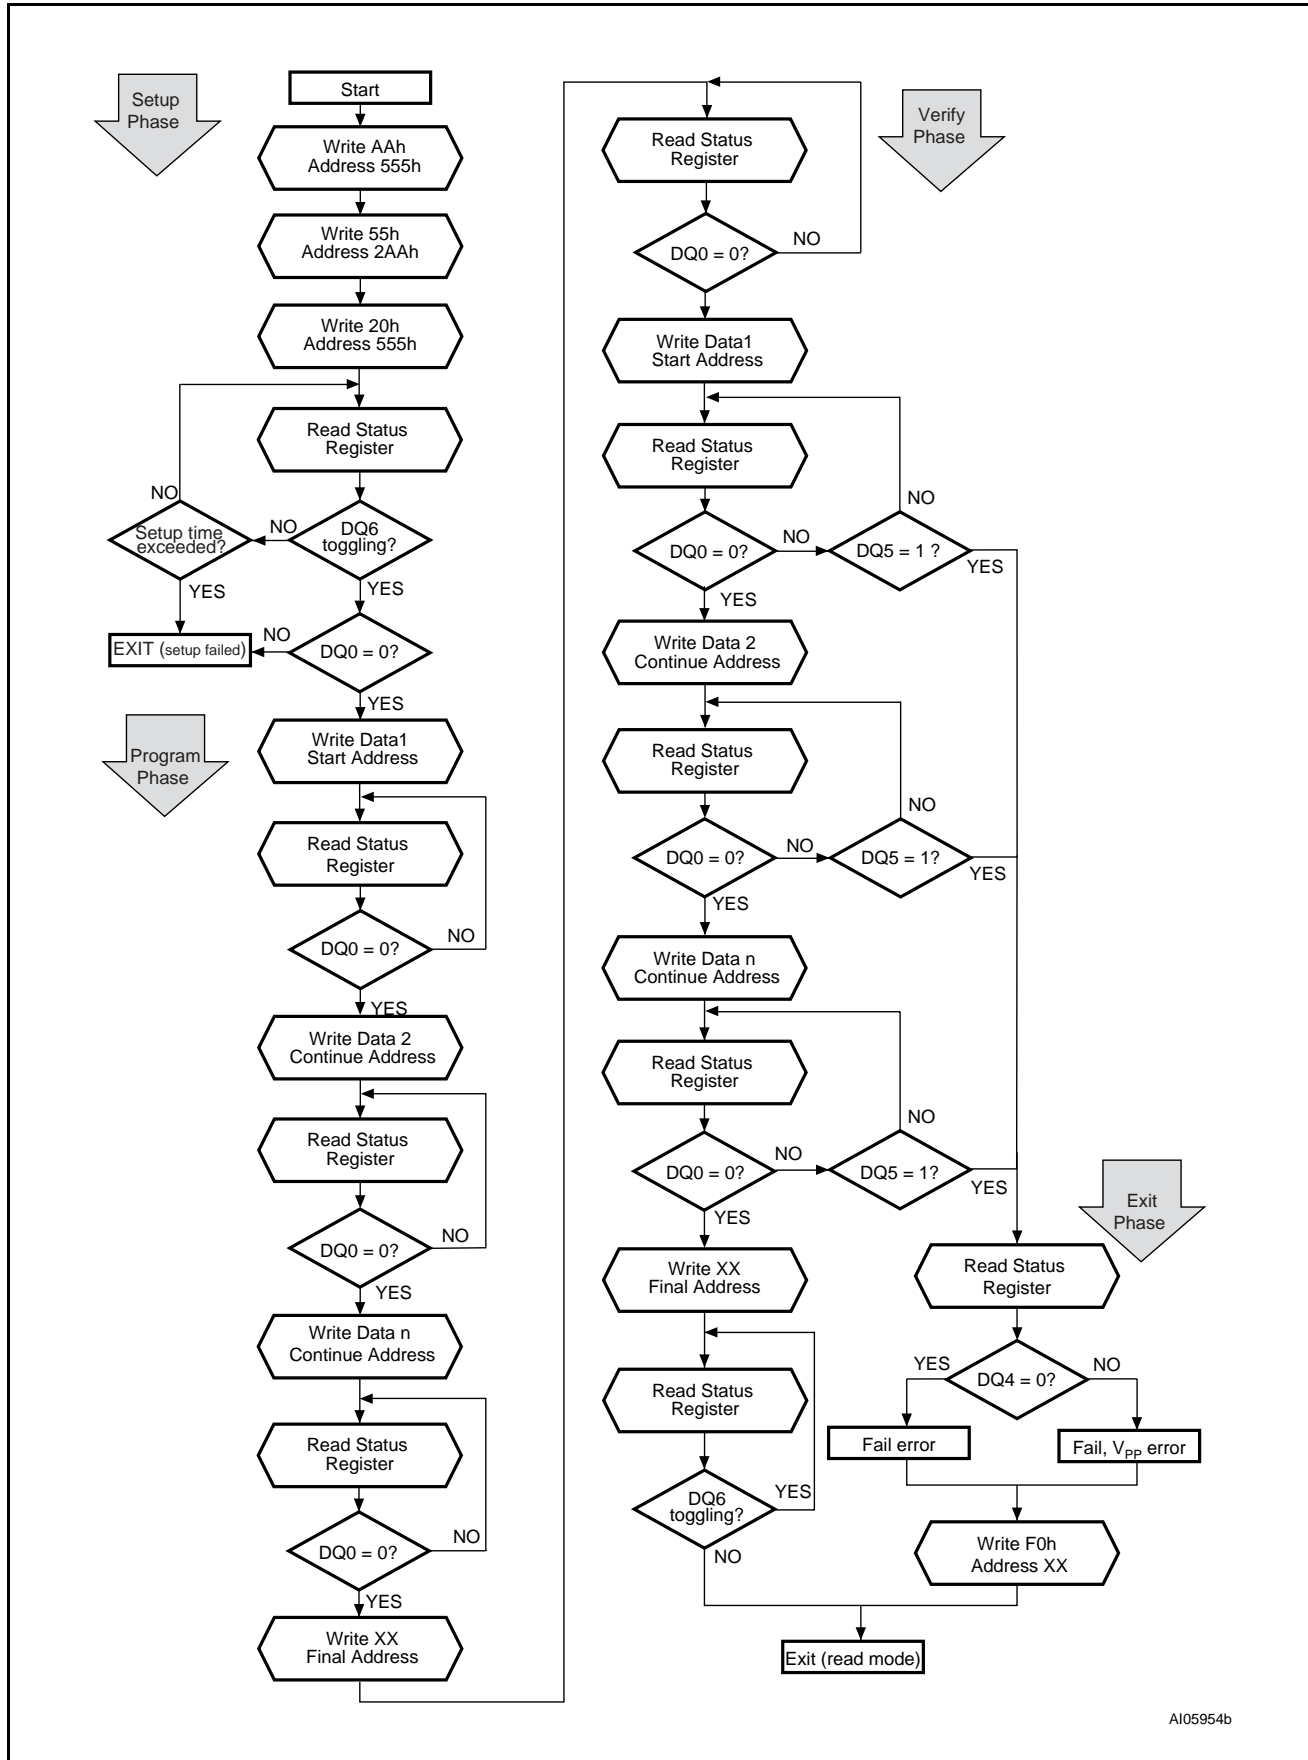 Setup
Phase
Start
Write AAh
Address 555h
Write 55h
Address 2AAh
Write 20h
Address 555h
Read Status
Register
NO
Setup time
exceeded?
NO
DQ6
toggling?
YES
YES
EXIT (setup failed)
NO
DQ0 = 0?
YES
Program
Phase
Write Data1
Start Address
Read Status
Register
DQ0 = 0?
NO
YES
Write Data 2
Continue Address
Read Status
Register
DQ0 = 0?
NO
YES
Write Data n
Continue Address
Read Status
Register
DQ0 = 0?
NO
YES
Write XX
Final Address
Verify
Phase
Read Status
Register
DQ0 = 0?
NO
Write Data1
Start Address
Read Status
Register
NO
DQ0 = 0?
NO
DQ5 = 1 ?
YES
YES
Write Data 2
Continue Address
Read Status
Register
NO
DQ0 = 0?
NO
DQ5 = 1?
YES
YES
Write Data n
Continue Address
Read Status
Register
NO
DQ0 = 0?
NO
DQ5 = 1?
YES
YES
Write XX
Final Address
Read Status
Register
DQ6
toggling?
YES
NO
Exit
Phase
Read Status
Register
YES
DQ4 = 0?
NO
Fail error
Fail, VPP error
Write F0h
Address XX
Exit (read mode)
AI05954b